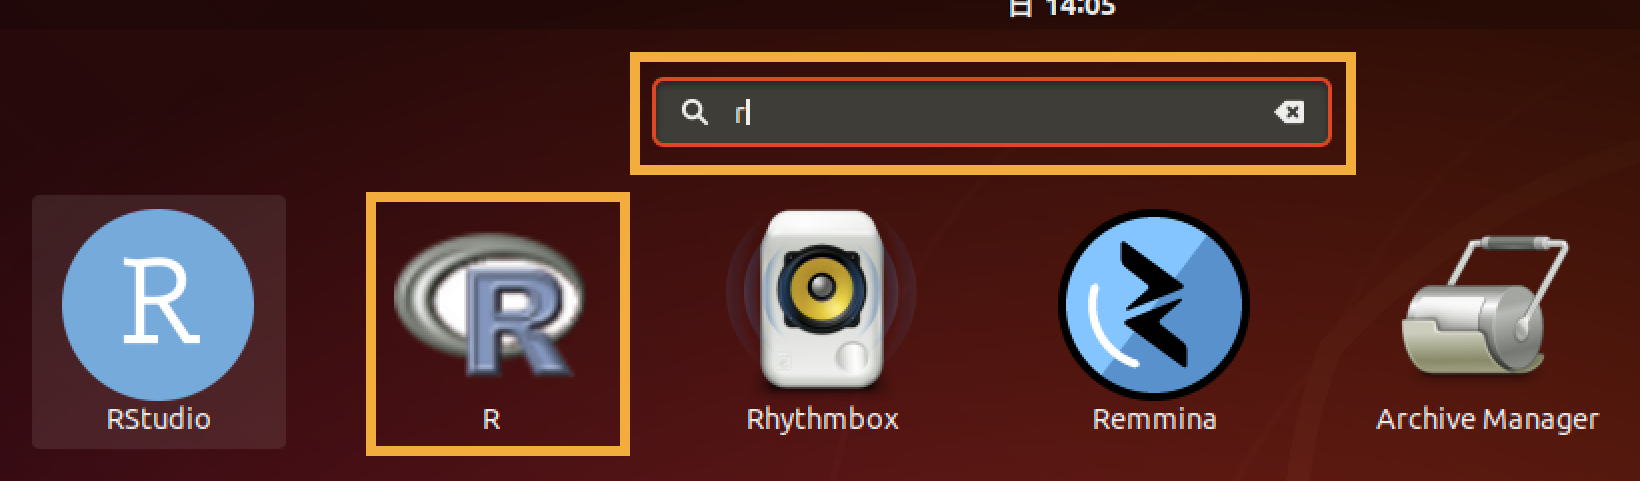 日 14:05
r
R
R
RStudio
R
Rhythmbox
Remmina
Archive Manager